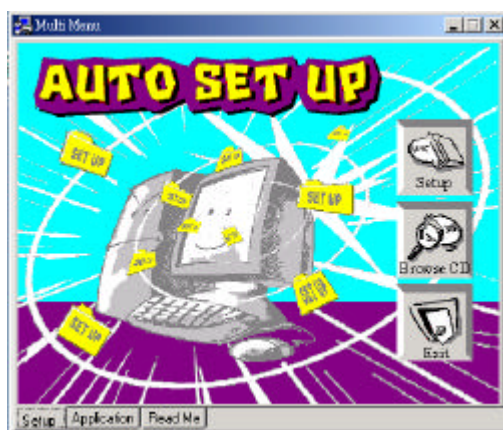 Multi Menu
AUTO SET UP
SET UP
SET UP
SET UP
SET UP
Setup
Browse CD
Exit
Setup
Application
Read Me